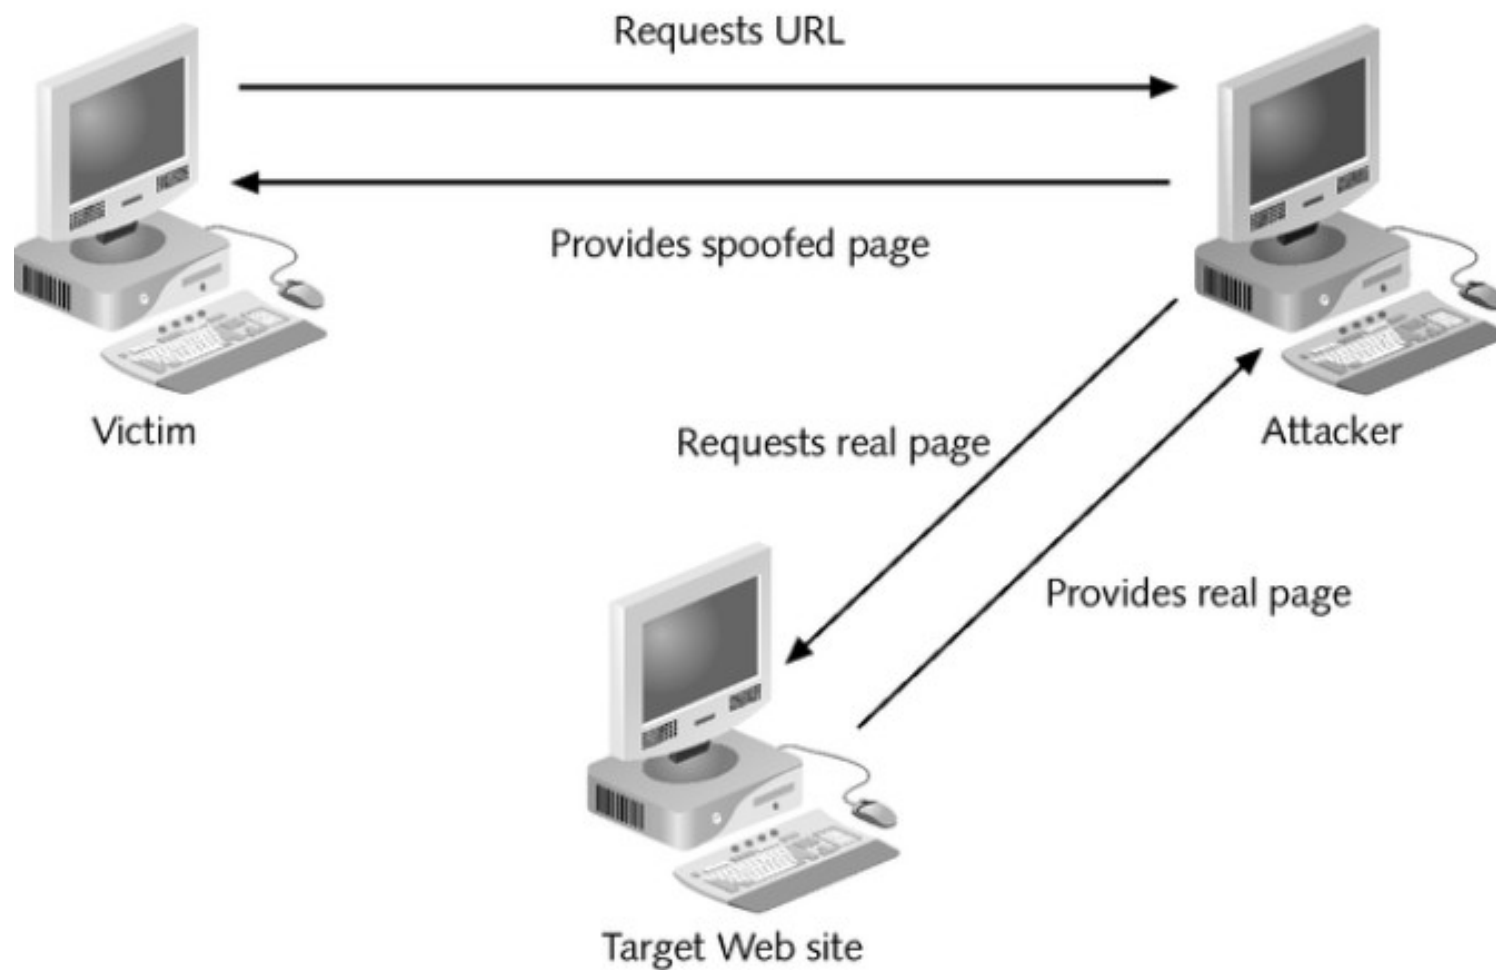 Requests URL
Provides spoofed page
Victim
Attacker
Requests real page
Provides real page
Target Web site